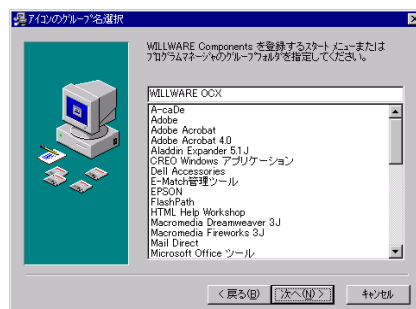 アイコンのグループ名選択
WILLWARE Components を登録するスタート メニューまたは
プログラムマネージャのグループフォルダを指定してください。
WILLWARE OCX
A-caDe
Adobe
Adobe Acrobat
Adobe Acrobat 4.0
Aladdin Expander 5.1J
CREO Windows アプリケーション
Dell Accessories
E-Match管理ツール
EPSON
FlashPath
HTML Help Workshop
Macromedia Dreamweaver 3J
Macromedia Fireworks 3J
Mail Direct
Microsoft Office ツール
< 戻る(B)
次へ(N) >
キャンセル